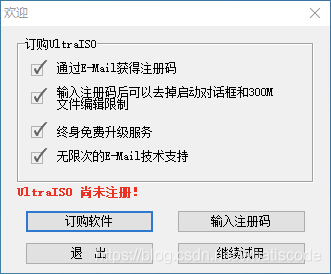 欢迎
订购UltraISO
通过E-Mail获得注册码
输入注册码后可以去掉启动对话框和300M
文件编辑限制
终身免费升级服务
无限次的E-Mail技术支持
UltraISO 尚未注册!
订购软件
输入注册码
退 出
继续试用